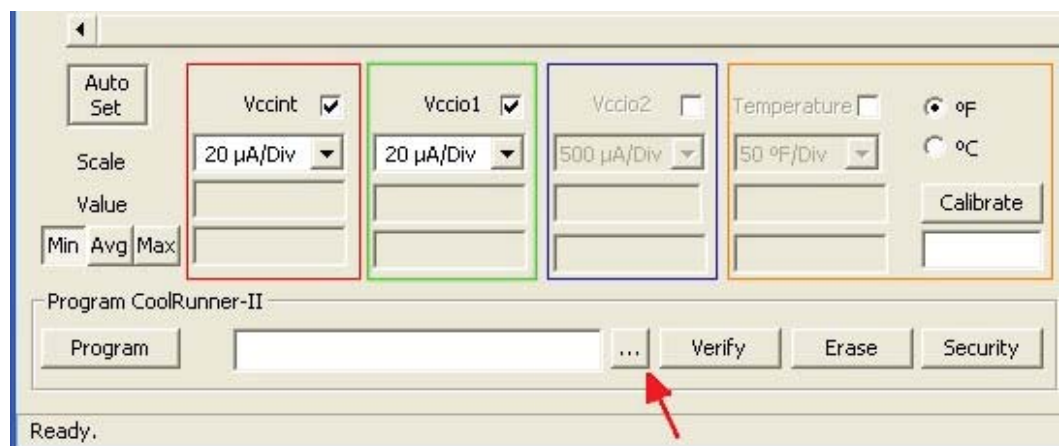 Auto Set
Vccint
Vccio1
Vccio2
Temperature
ºF
Scale
20 µA/Div
20 µA/Div
500 µA/Div
50 ºF/Div
ºC
Value
Calibrate
Min Avg Max
Program CoolRunner-II
Program
...
Verify
Erase
Security
Ready.